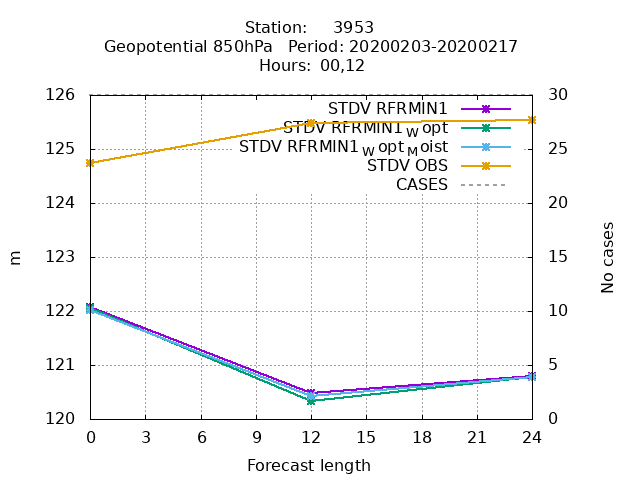 Station:     3953
Geopotential 850hPa   Period: 20200203-20200217
Hours: 00,12
126
125
124
123
122
121
120
m
30
25
20
15
10
5
0
No cases
STDV RFRMIN1
STDV RFRMIN1wopt
STDV RFRMIN1woptMoist
STDV OBS
CASES
0 3 6 9 12 15 18 21 24
Forecast length